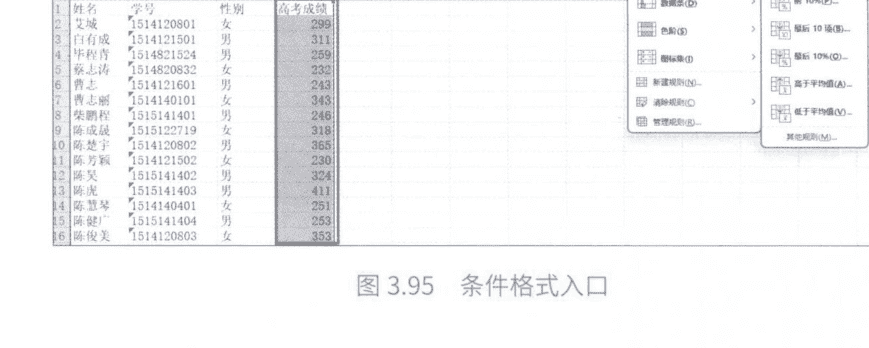 1 姓名 学号 性别 高考成绩
2 艾城 1514120801 女 299
3 白有成 1514121501 男 311
4 毕程青 1514821524 男 259
5 蔡志涛 1514820832 女 232
6 曹志 1514121601 男 243
7 曹志丽 1514140101 女 343
8 柴鹏程 1515141401 男 246
9 陈成晟 1515122719 女 318
10 陈楚宇 1514120802 男 365
11 陈芳颖 1514121502 女 230
12 陈昊 1515141402 男 324
13 陈虎 1515141403 男 411
14 陈慧琴 1514140401 女 251
15 陈健广 1515141404 男 253
16 陈俊美 1514120803 女 353
数据条(D)
色阶(S)
图标集(I)
新建规则(N)...
清除规则(C)
管理规则(R)...
前 10%(P)...
最后 10 项(B)...
最后 10%(O)...
高于平均值(A)...
低于平均值(V)...
其他规则(M)...
图 3.95 条件格式入口